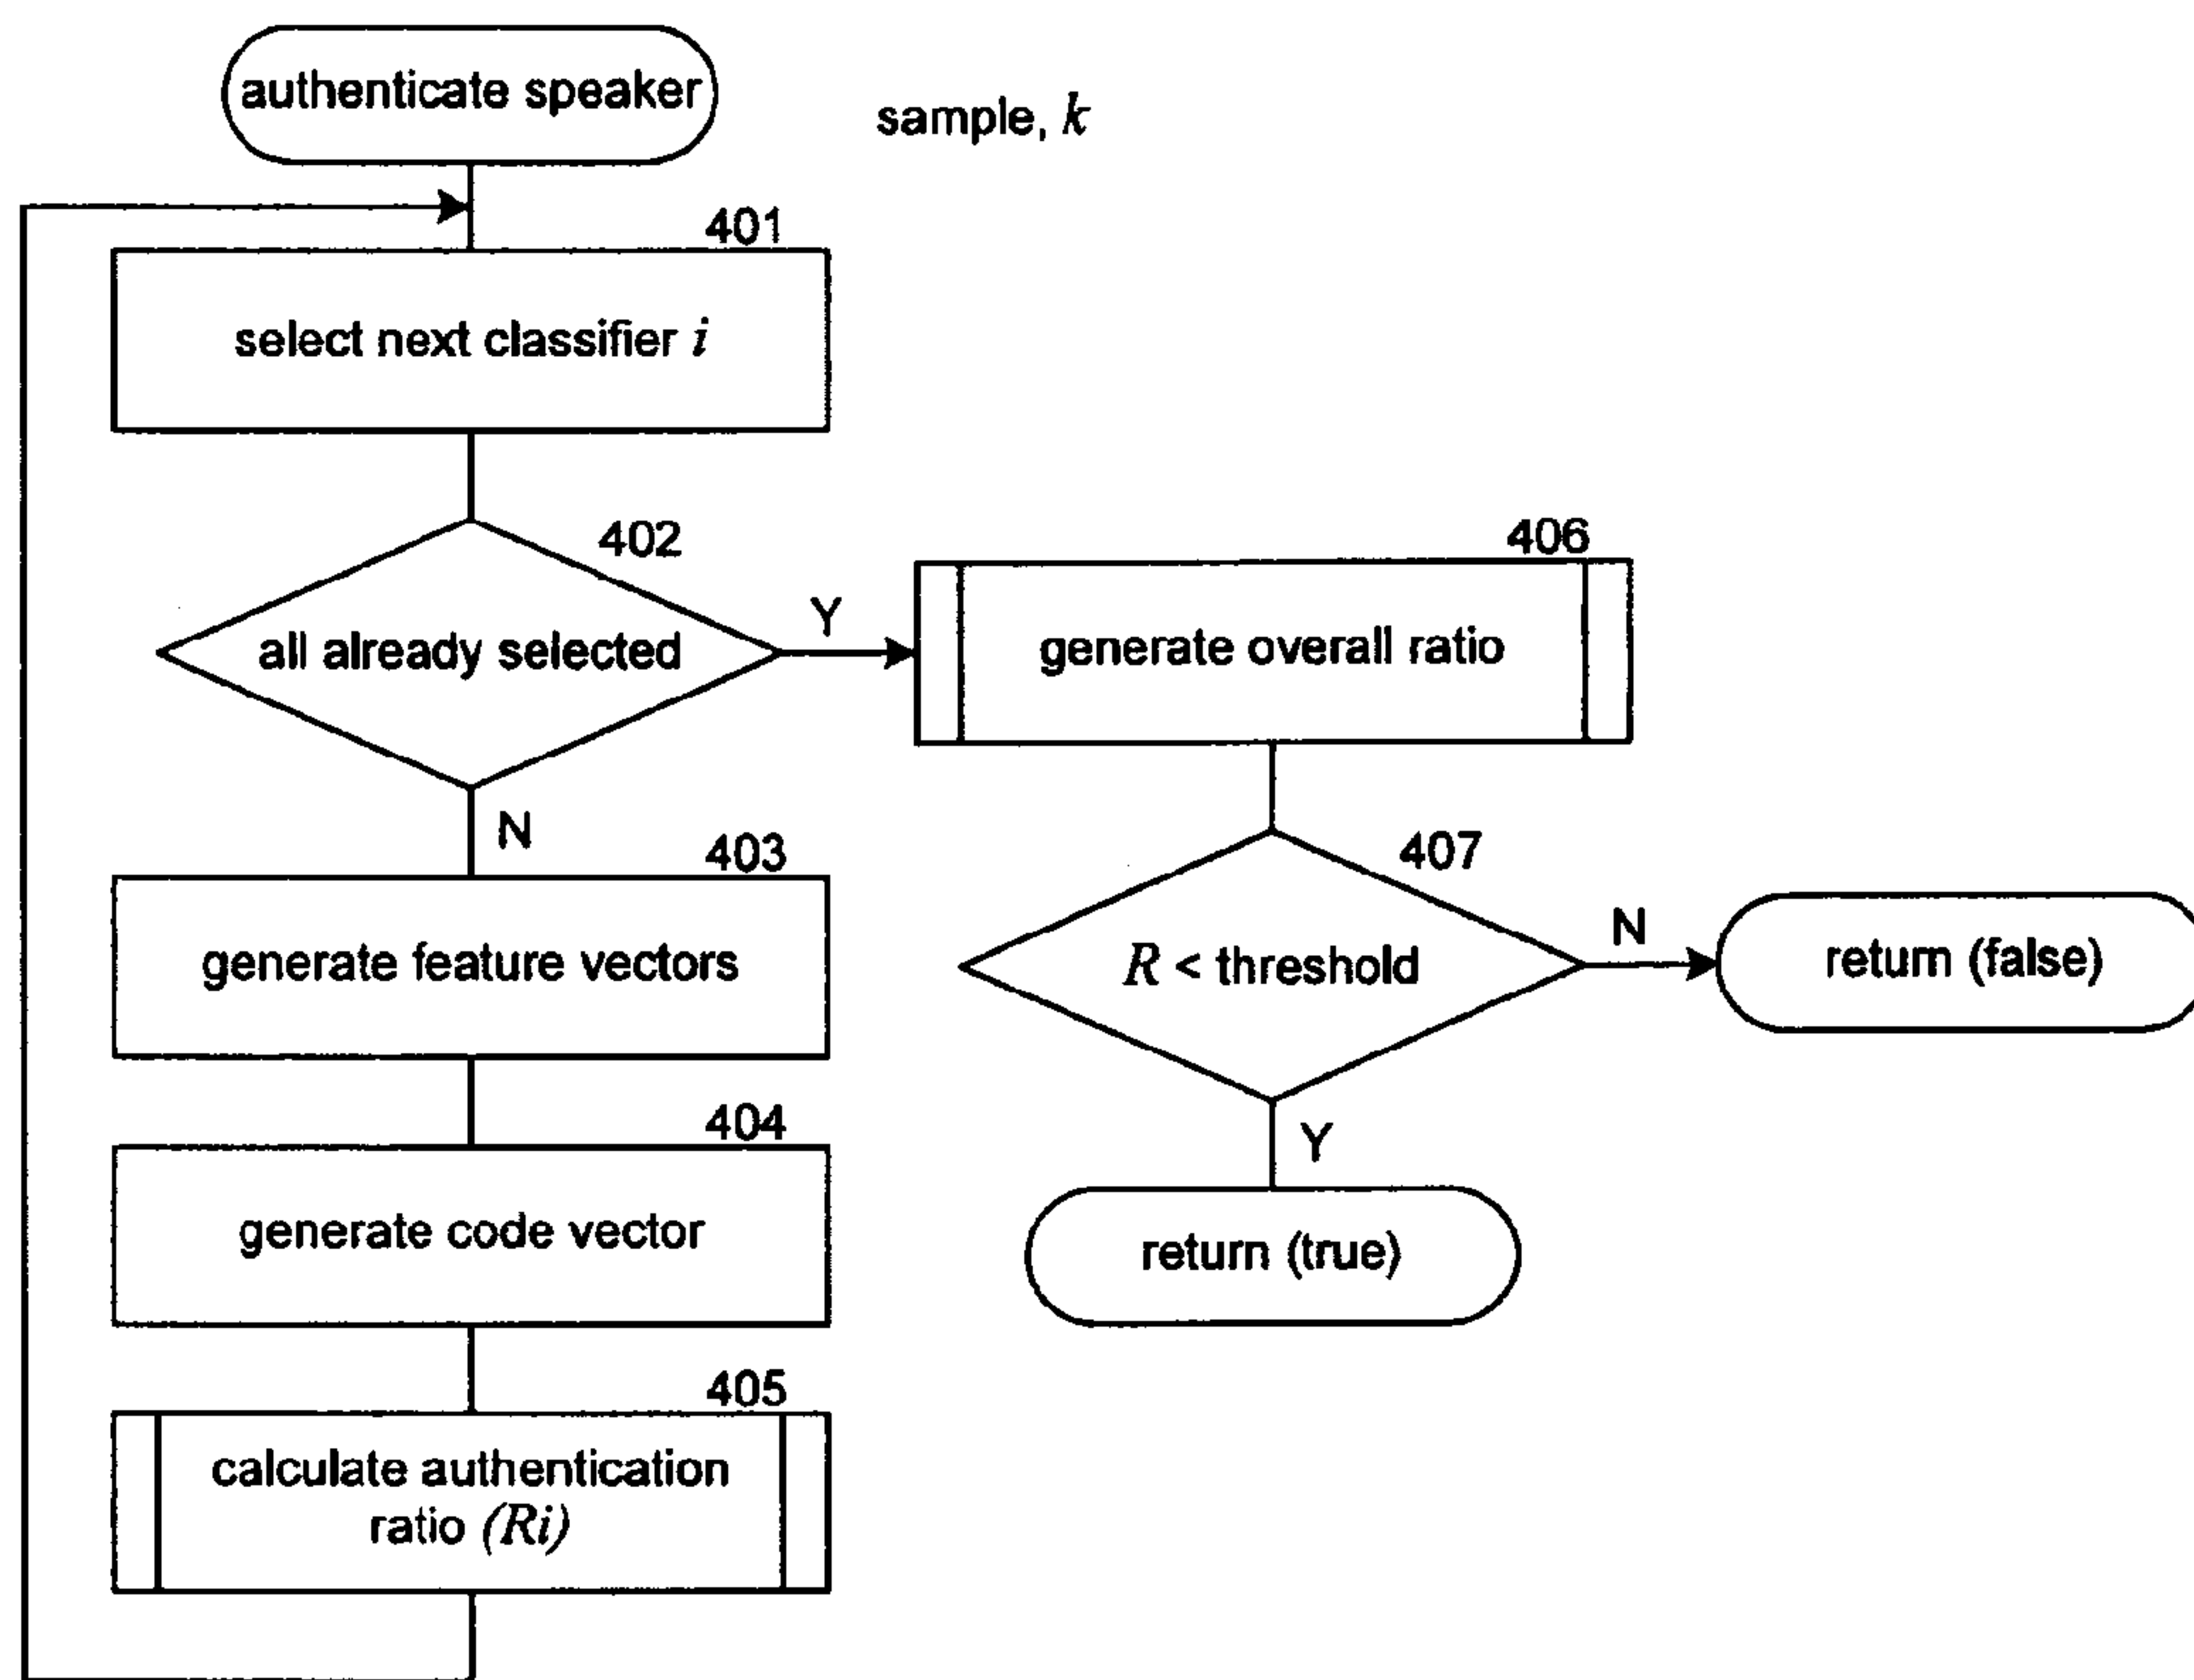 authenticate speaker
sample, k
401
select next classifier i
402
all already selected
Y
N
403
generate feature vectors
404
generate code vector
405
calculate authentication
ratio (Ri)
406
generate overall ratio
407
R < threshold
N
return (false)
Y
return (true)